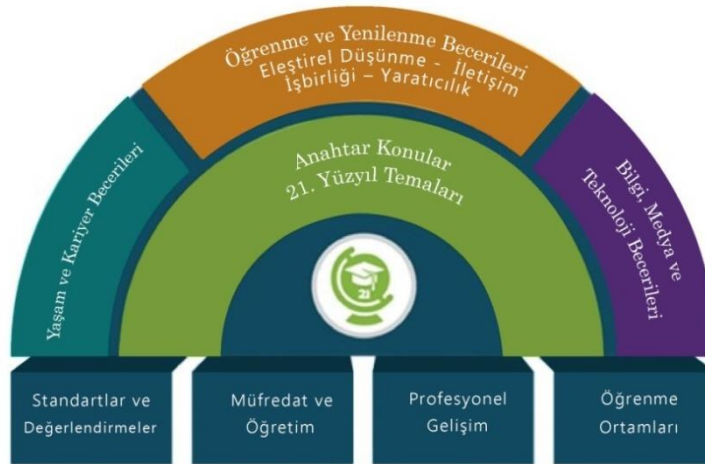 Öğrenme ve Yenilenme Becerileri
Eleştirel Düşünme - İletişim
İşbirliği – Yaratıcılık
Yaşam ve Kariyer Becerileri
Anahtar Konular
21. Yüzyıl Temaları
Bilgi, Medya ve
Teknoloji Becerileri
21
Standartlar ve
Değerlendirmeler
Müfredat ve
Öğretim
Profesyonel
Gelişim
Öğrenme
Ortamları